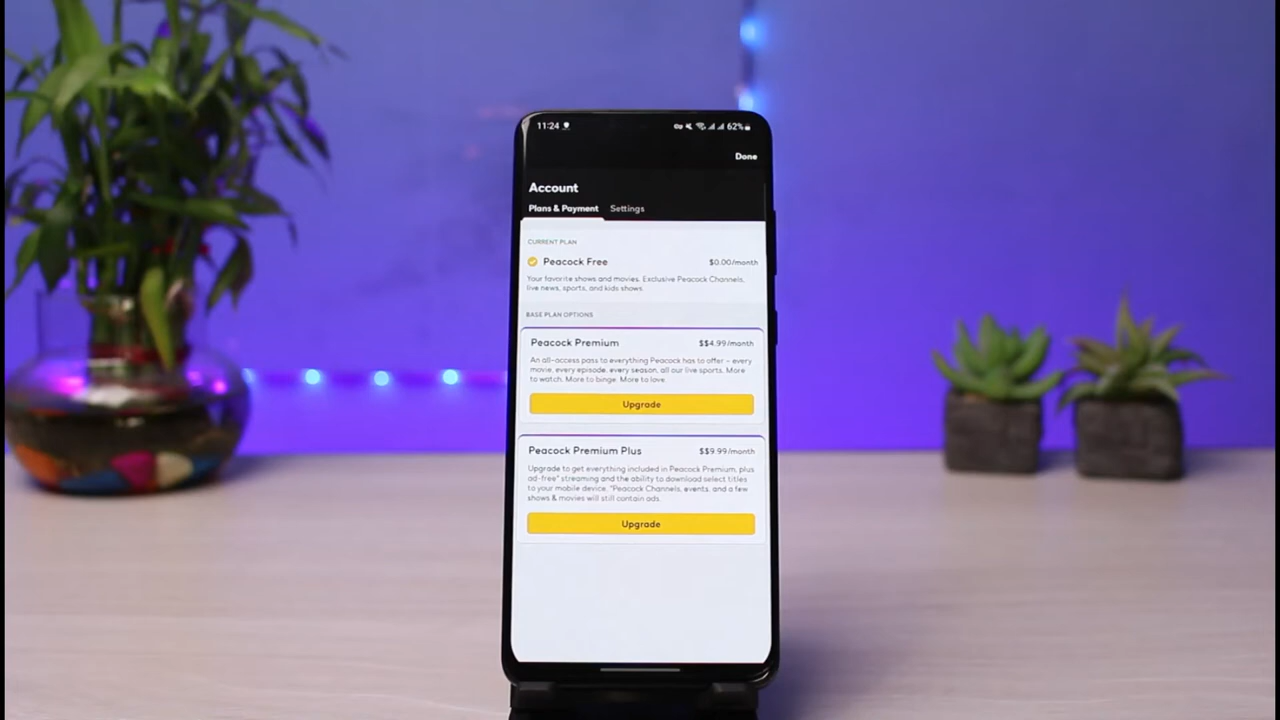 11:24
62%
Done
Account
Plans & Payment Settings
CURRENT PLAN
Peacock Free $0.00/month
Your favorite shows and movies. Exclusive Peacock Channels,
live news, sports, and kids shows.
BASE PLAN OPTIONS
Peacock Premium $$4.99/month
An all-access pass to everything Peacock has to offer – every
movie, every episode, every season, all our live sports. More
to watch. More to binge. More to love.
Upgrade
Peacock Premium Plus $$9.99/month
Upgrade to get everything included in Peacock Premium, plus
ad-free* streaming and the ability to download select titles
to your mobile device. *Peacock Channels, events, and a few
shows & movies will still contain ads.
Upgrade